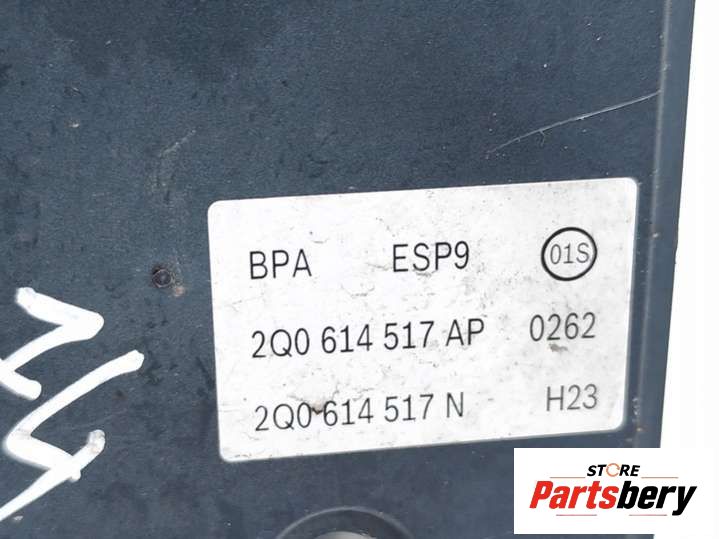 BPA ESP9 01S
2Q0 614 517 AP 0262
2Q0 614 517 N H23
STORE
Partsbery